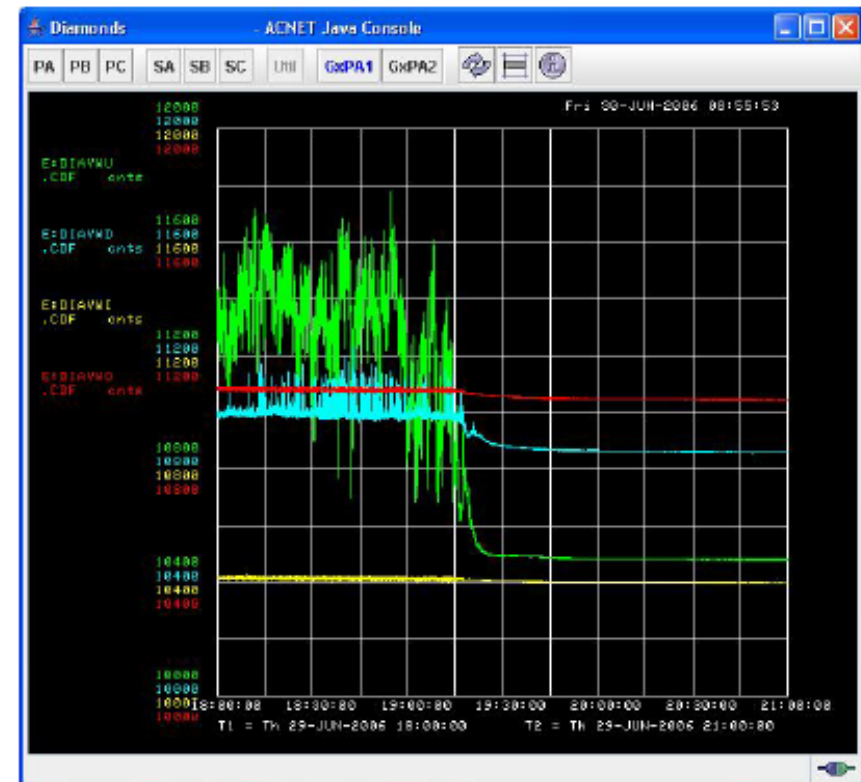 Diamonds - ACNET Java Console
PA PB PC SA SB SC Util GxPA1 GxPA2
Fri 30-JUN-2006 08:55:53
12000
12000
12000
12000
E:DIAVWU
.CDF cnts
11600
E:DIAVWD 11600
.CDF cnts 11600
11600
E:DIAVWI
.CDF cnts
11200
11200
11200
E:DIAVWO 11200
.CDF cnts
10800
10800
10800
10800
10400
10400
10400
10400
10000
10000
10000
10000
18:00:00 18:30:00 19:00:00 19:30:00 20:00:00 20:30:00 21:00:00
T1 = Th 29-JUN-2006 18:00:00 T2 = Th 29-JUN-2006 21:00:00